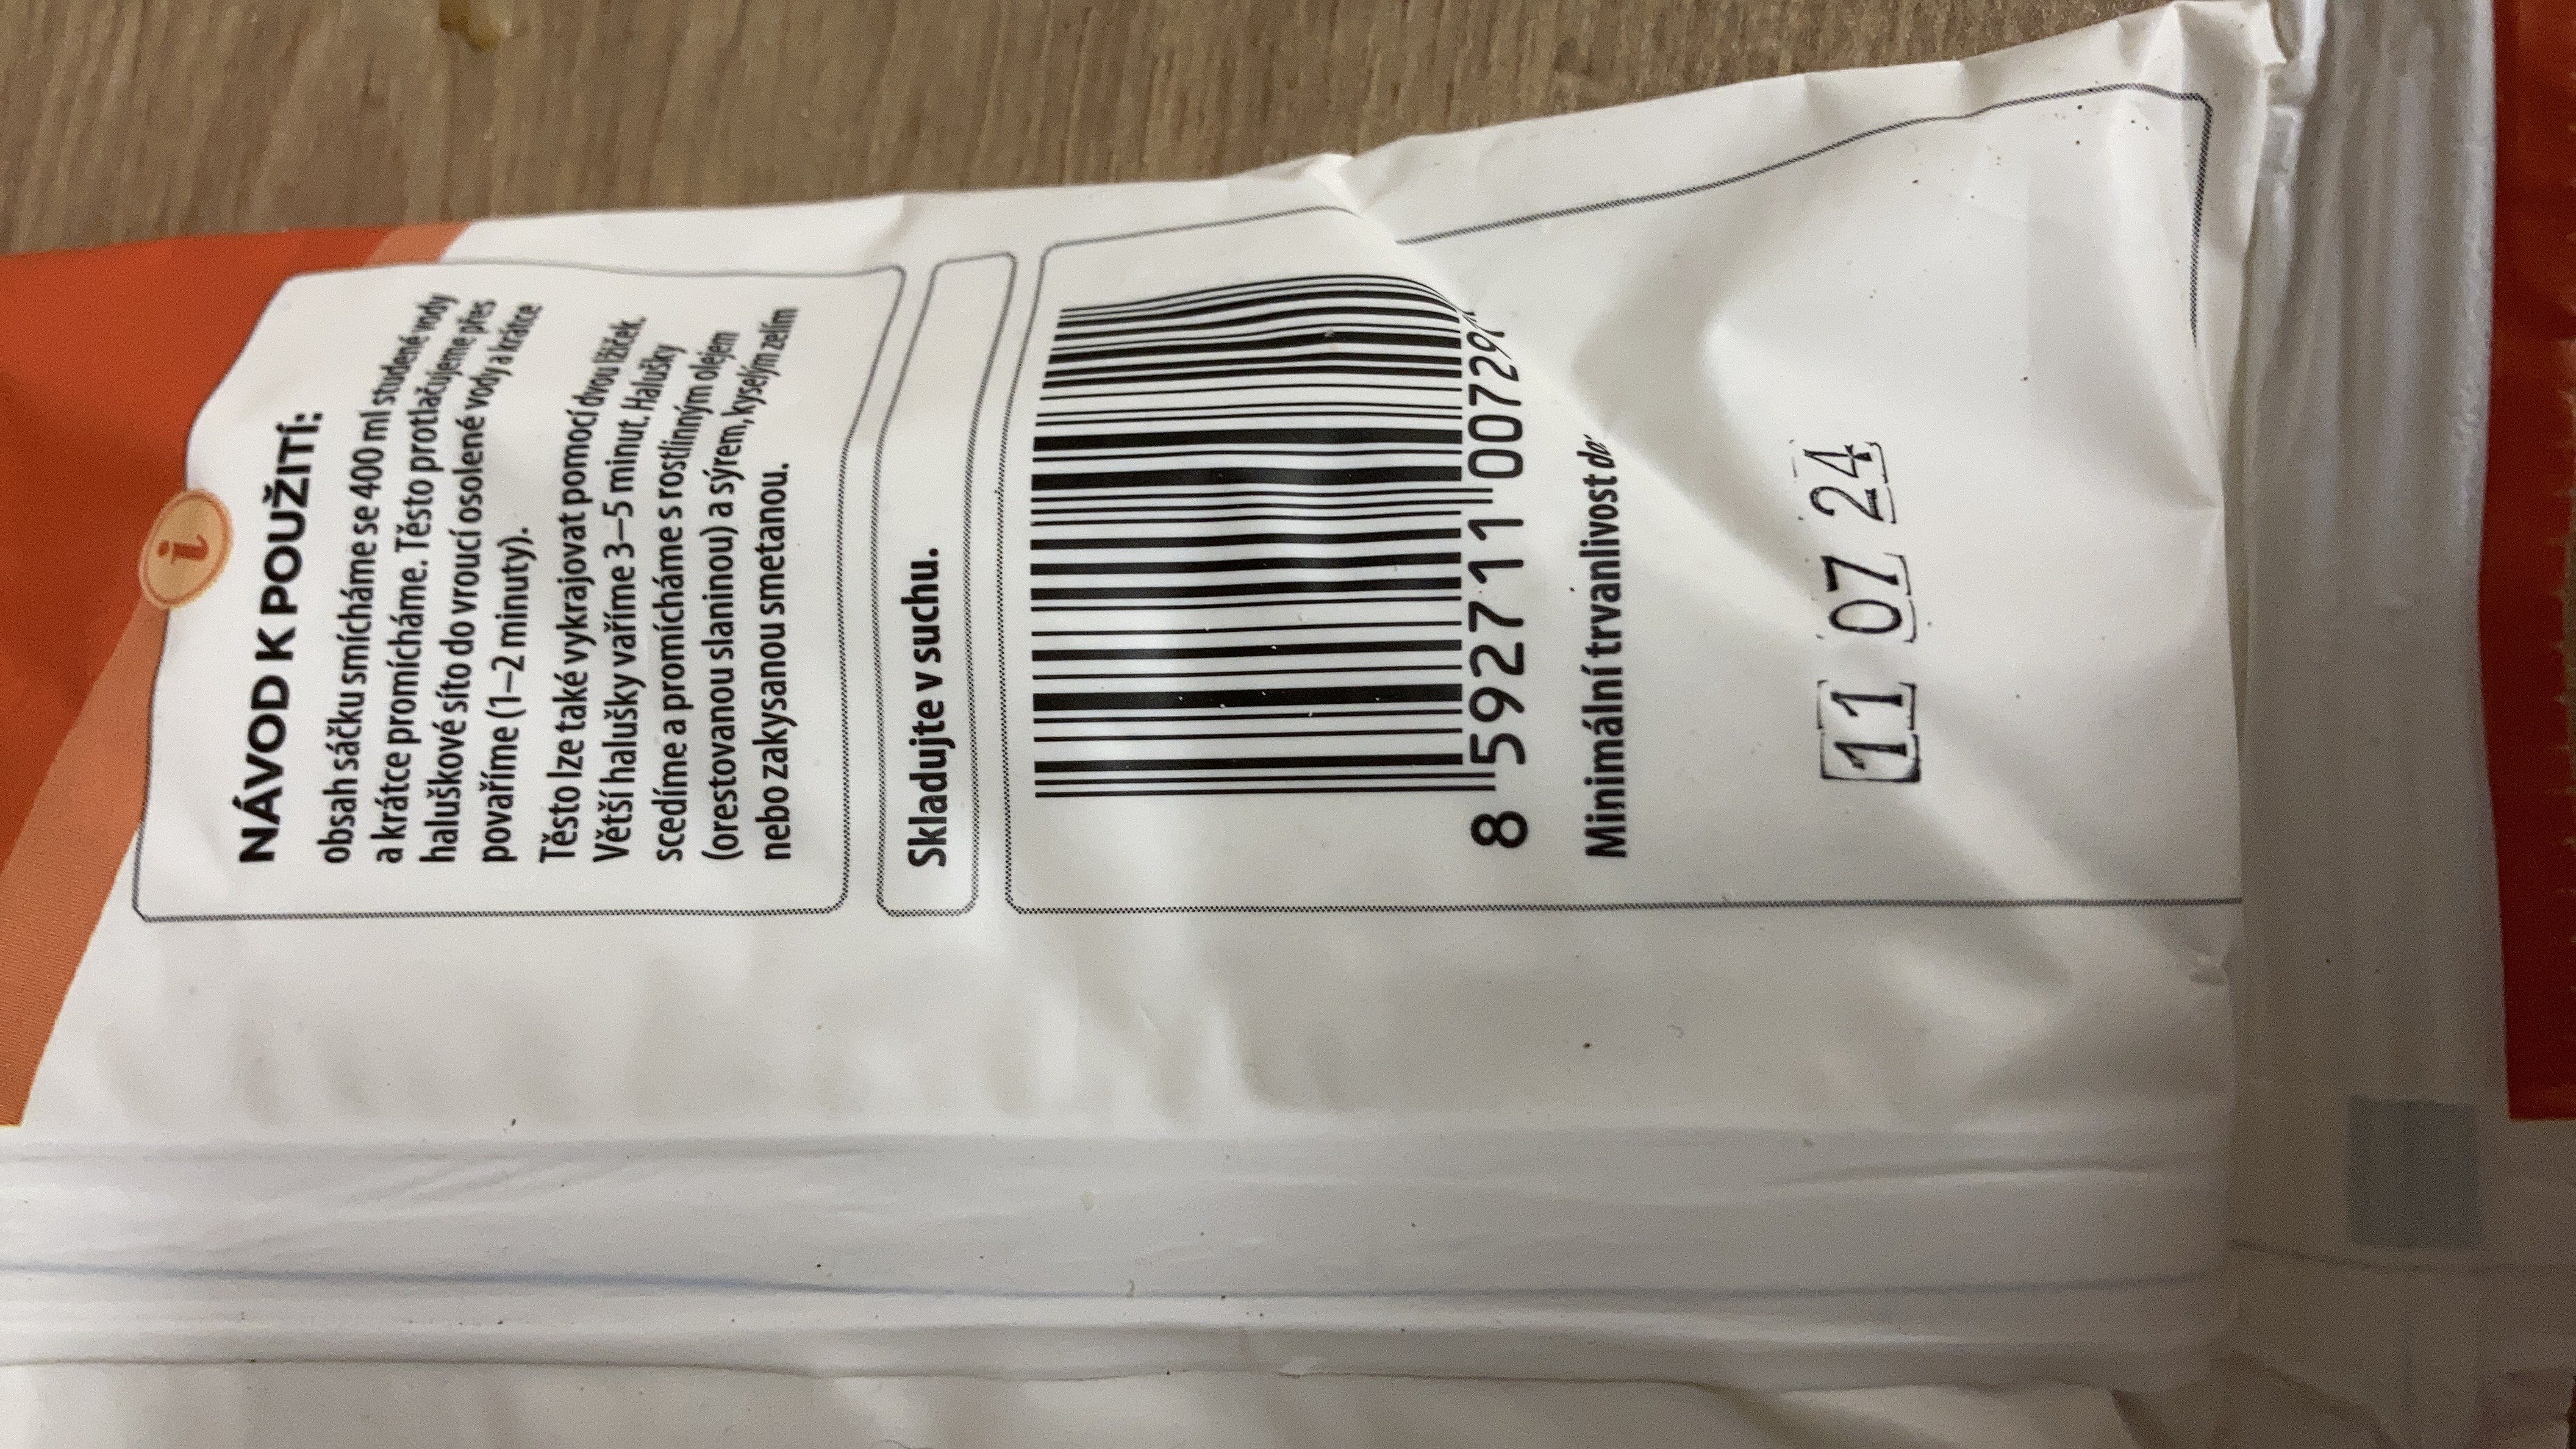 i
NÁVOD K POUŽITÍ:
obsah sáčku smícháme se 400 ml studené vody
a krátce promícháme. Těsto protlačujeme přes
haluškové síto do vroucí osolené vody a krátce
povaříme (1–2 minuty).
Těsto lze také vykrajovat pomocí dvou lžiček.
Větší halušky vaříme 3–5 minut. Halušky
scedíme a promícháme s rostlinným olejem
(orestovanou slaninou) a sýrem, kyselým zelím
nebo zakysanou smetanou.
Skladujte v suchu.
8 592711 00729
Minimální trvanlivost do:
11 07 24